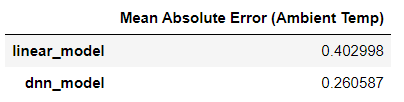 Mean Absolute Error (Ambient Temp)
linear_model 0.402998
dnn_model 0.260587